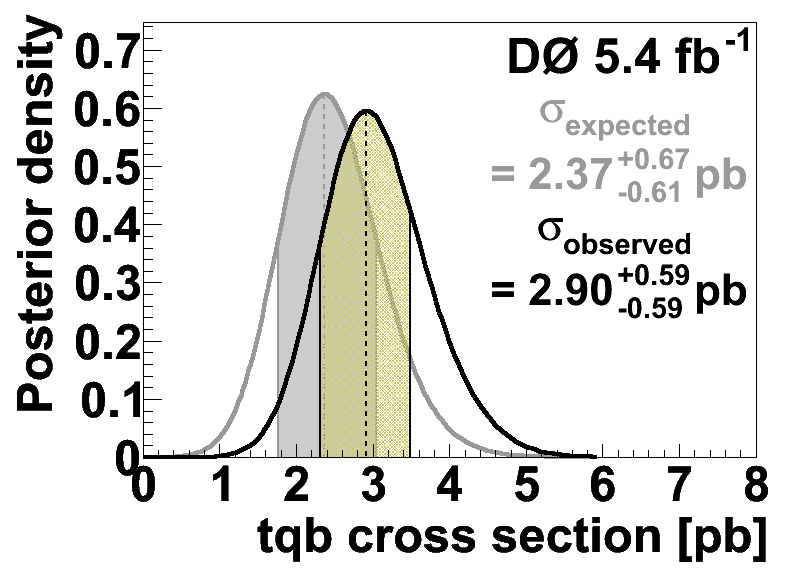 DØ 5.4 fb-1
σexpected
= 2.37 +0.67 -0.61 pb
σobserved
= 2.90 +0.59 -0.59 pb
Posterior density
0.7
0.6
0.5
0.4
0.3
0.2
0.1
0
0 1 2 3 4 5 6 7 8
tqb cross section [pb]